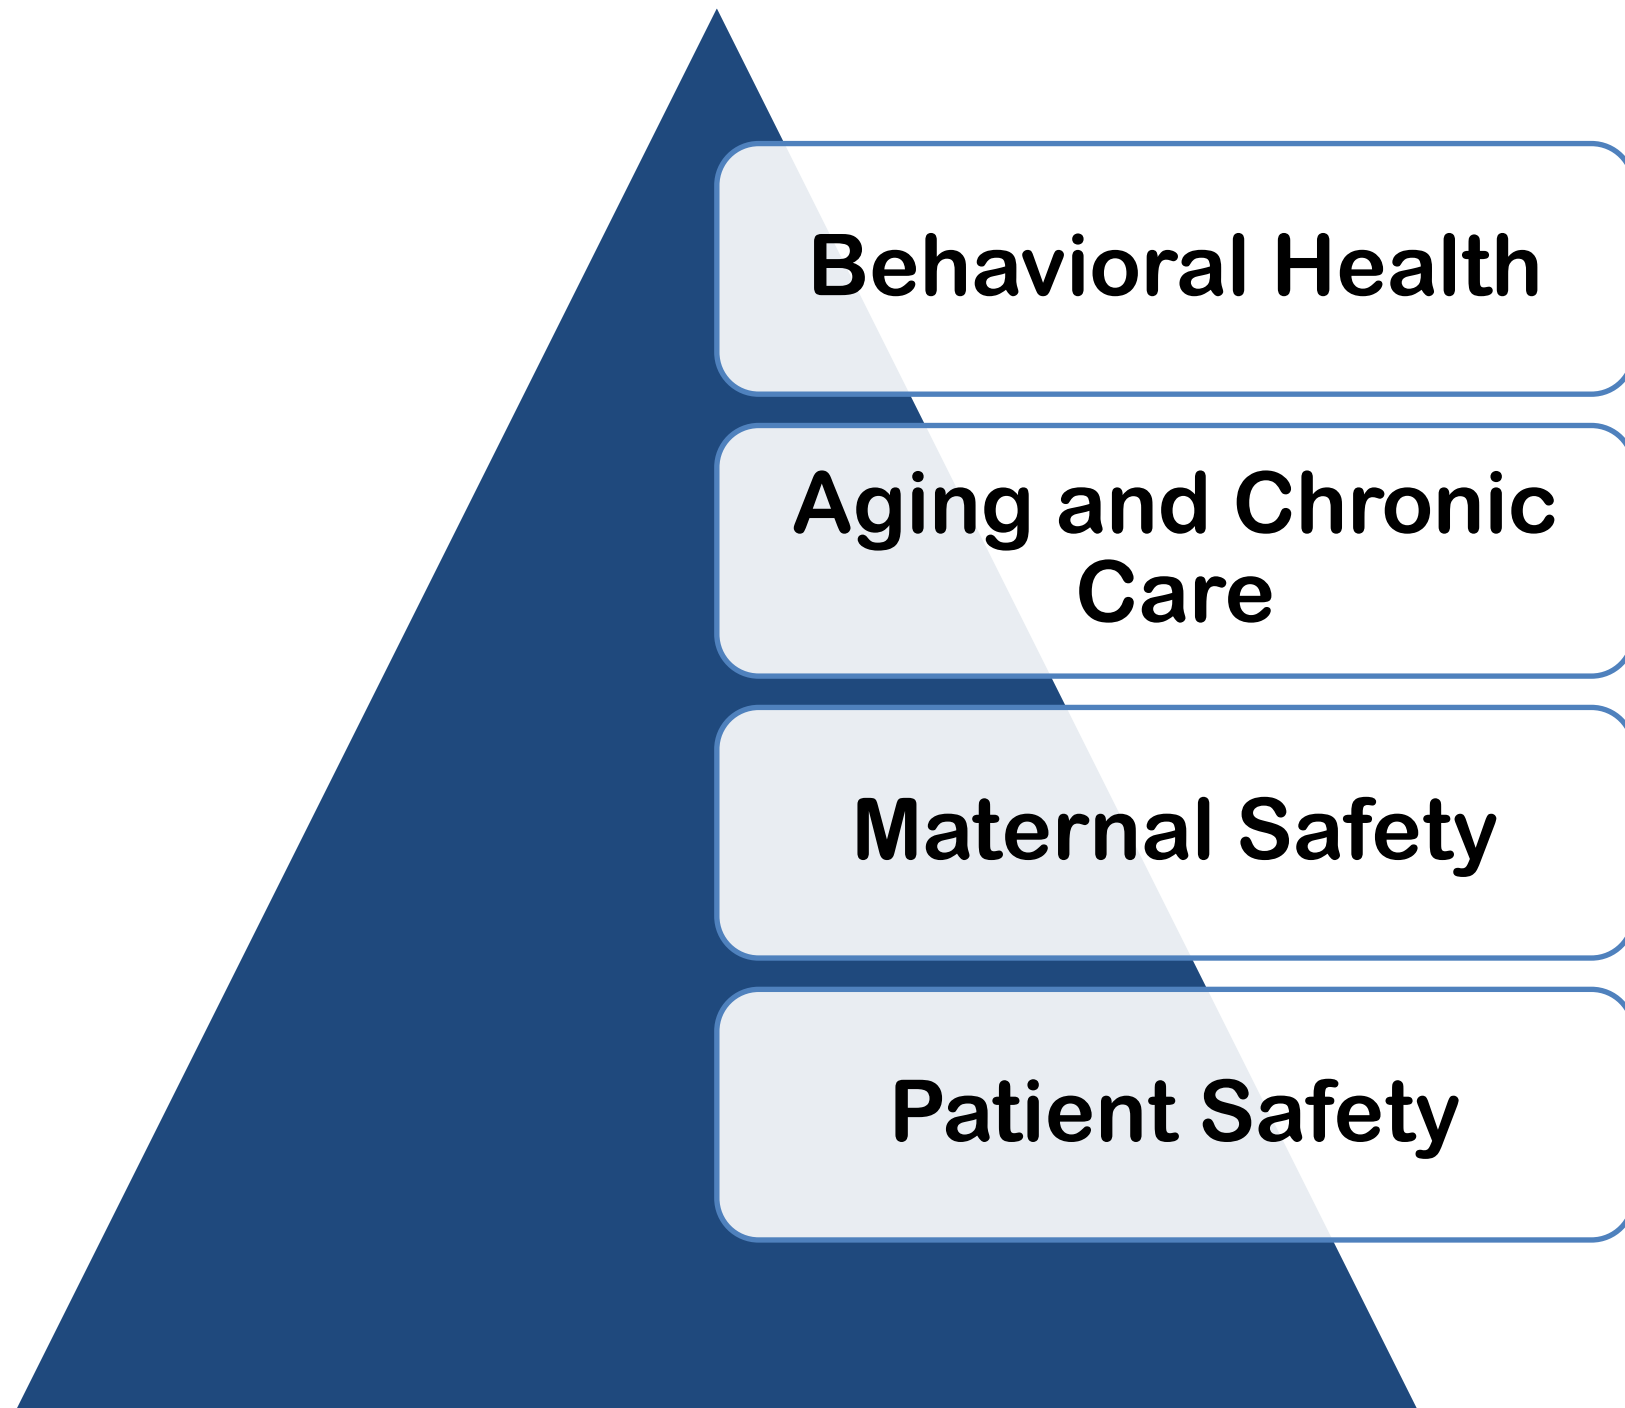 Behavioral Health
Aging and Chronic
Care
Maternal Safety
Patient Safety